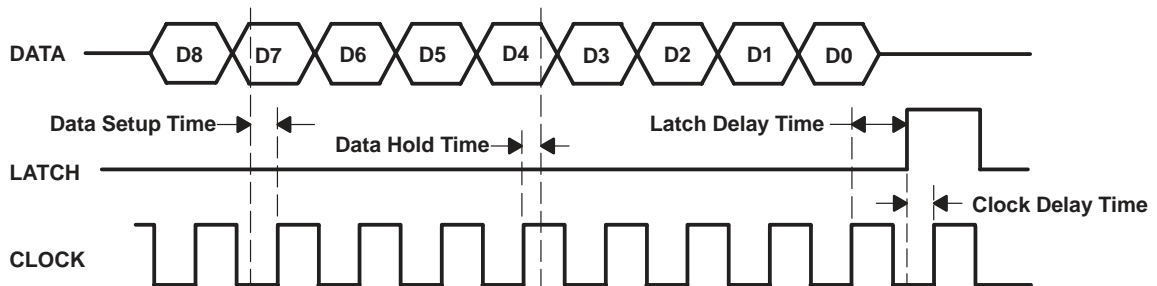 DATA D8 D7 D6 D5 D4 D3 D2 D1 D0
Data Setup Time
Latch Delay Time
Data Hold Time
LATCH
Clock Delay Time
CLOCK